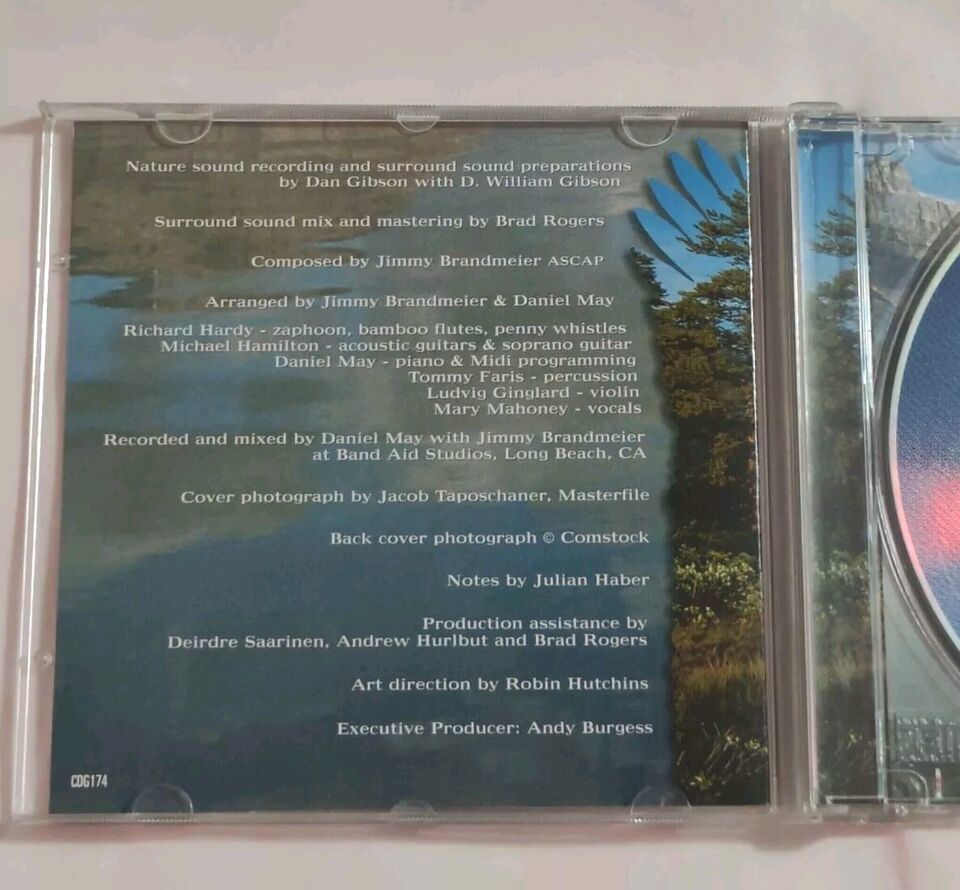 Nature sound recording and surround sound preparations
by Dan Gibson with D. William Gibson
Surround sound mix and mastering by Brad Rogers
Composed by Jimmy Brandmeier ASCAP
Arranged by Jimmy Brandmeier & Daniel May
Richard Hardy - zaphoon, bamboo flutes, penny whistles
Michael Hamilton - acoustic guitars & soprano guitar
Daniel May - piano & Midi programming
Tommy Faris - percussion
Ludvig Ginglard - violin
Mary Mahoney - vocals
Recorded and mixed by Daniel May with Jimmy Brandmeier
at Band Aid Studios, Long Beach, CA
Cover photograph by Jacob Taposchaner, Masterfile
Back cover photograph © Comstock
Notes by Julian Haber
Production assistance by
Deirdre Saarinen, Andrew Hurlbut and Brad Rogers
Art direction by Robin Hutchins
Executive Producer: Andy Burgess
CDG174